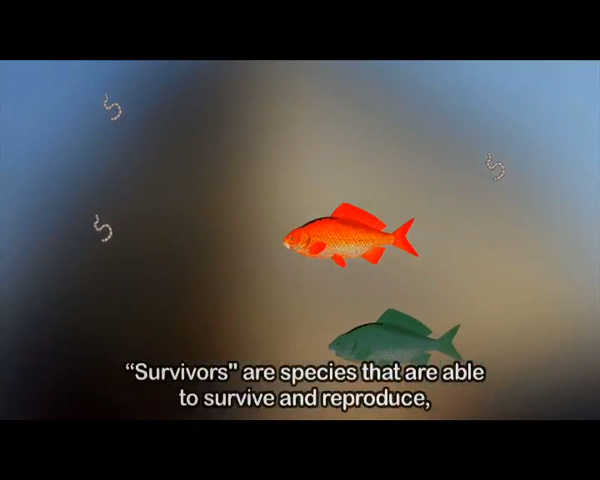 “Survivors" are species that are able
to survive and reproduce,